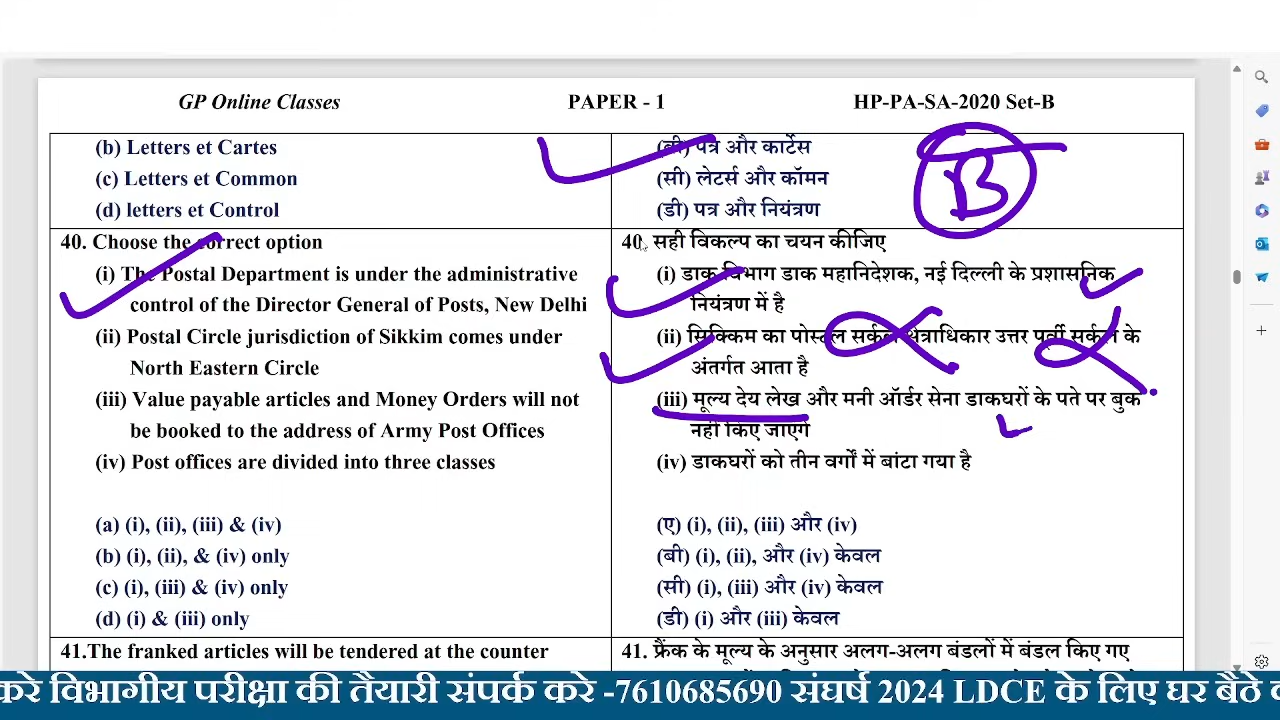 GP Online Classes PAPER - 1 HP-PA-SA-2020 Set-B
(b) Letters et Cartes
(c) Letters et Common
(d) letters et Control
(बी) पत्र और कार्टेस
(सी) लेटर्स और कॉमन
(डी) पत्र और नियंत्रण
B
40. Choose the correct option
(i) The Postal Department is under the administrative
control of the Director General of Posts, New Delhi
(ii) Postal Circle jurisdiction of Sikkim comes under
North Eastern Circle
(iii) Value payable articles and Money Orders will not
be booked to the address of Army Post Offices
(iv) Post offices are divided into three classes
(a) (i), (ii), (iii) & (iv)
(b) (i), (ii), & (iv) only
(c) (i), (iii) & (iv) only
(d) (i) & (iii) only
40. सही विकल्प का चयन कीजिए
(i) डाक विभाग डाक महानिदेशक, नई दिल्ली के प्रशासनिक
नियंत्रण में है
(ii) सिक्किम का पोस्टल सर्कल क्षेत्राधिकार उत्तर पूर्वी सर्कल के
अंतर्गत आता है
(iii) मूल्य देय लेख और मनी ऑर्डर सेना डाकघरों के पते पर बुक
नहीं किए जाएंगे
(iv) डाकघरों को तीन वर्गों में बांटा गया है
(ए) (i), (ii), (iii) और (iv)
(बी) (i), (ii), और (iv) केवल
(सी) (i), (iii) और (iv) केवल
(डी) (i) और (iii) केवल
41.The franked articles will be tendered at the counter
41. फ्रैंक के मूल्य के अनुसार अलग-अलग बंडलों में बंडल किए गए
करे विभागीय परीक्षा की तैयारी संपर्क करे -7610685690 संघर्ष 2024 LDCE के लिए घर बैठे